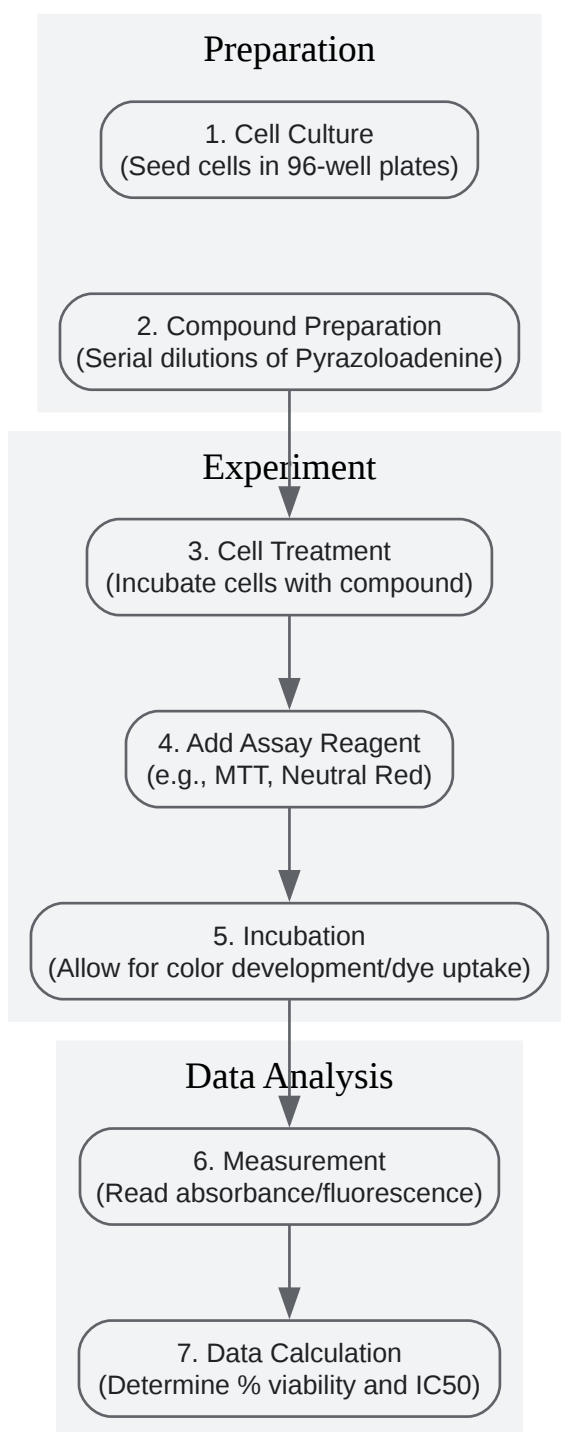 Preparation
1. Cell Culture
(Seed cells in 96-well plates)
2. Compound Preparation
(Serial dilutions of Pyrazoloadenine)
Experiment
3. Cell Treatment
(Incubate cells with compound)
4. Add Assay Reagent
(e.g., MTT, Neutral Red)
5. Incubation
(Allow for color development/dye uptake)
Data Analysis
6. Measurement
(Read absorbance/fluorescence)
7. Data Calculation
(Determine % viability and IC50)